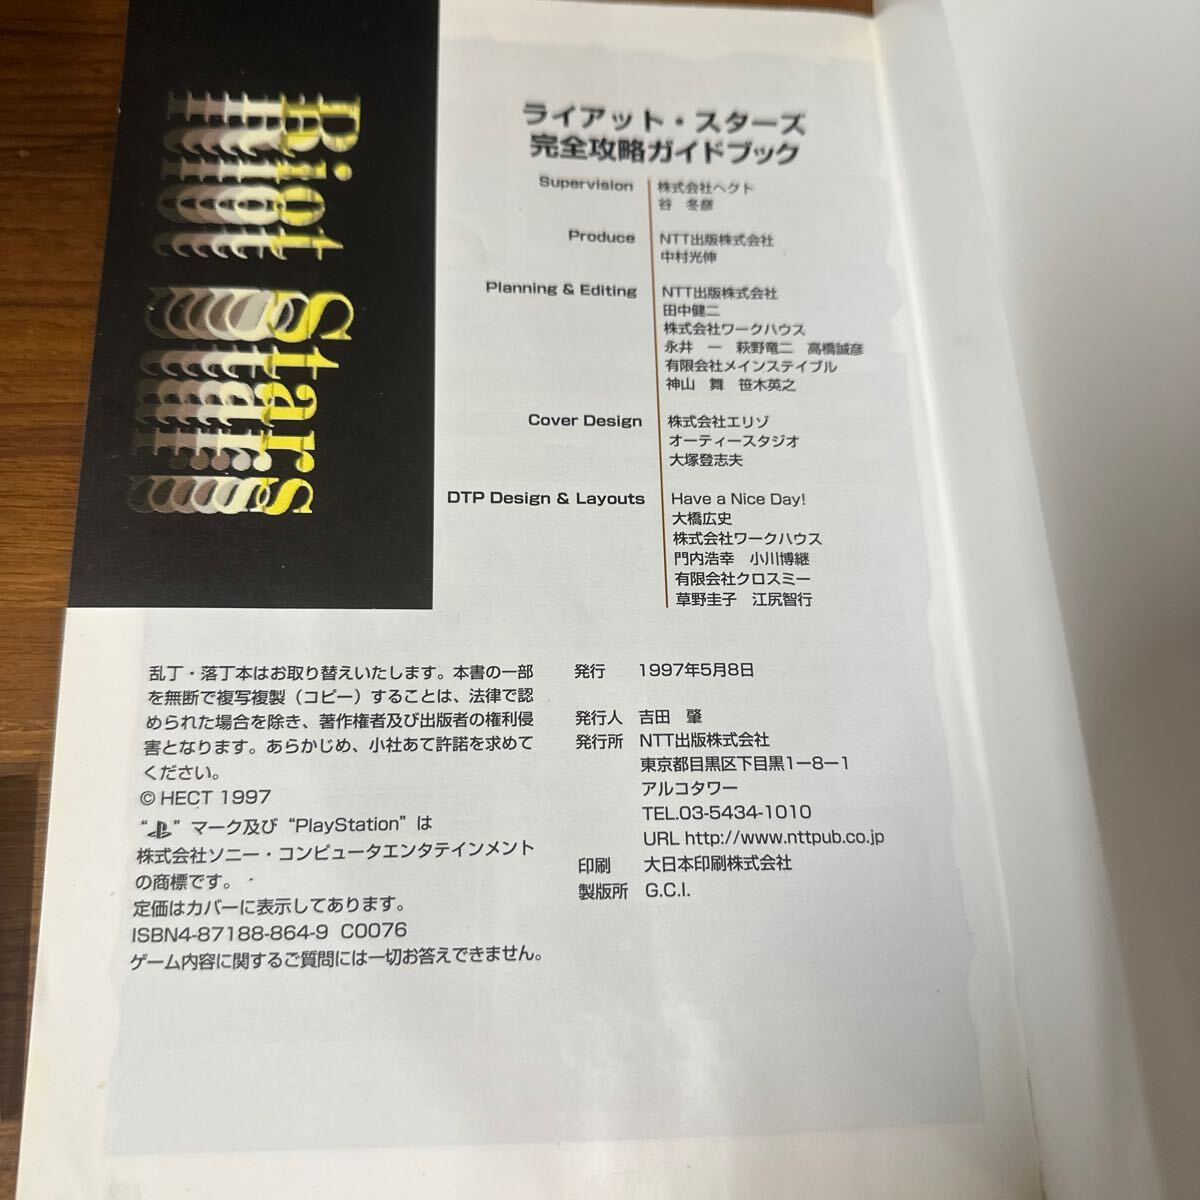 Riot Stars
ライアット・スターズ
完全攻略ガイドブック
Supervision 株式会社ヘクト
谷 冬彦
Produce NTT出版株式会社
中村光伸
Planning & Editing NTT出版株式会社
田中健二
株式会社ワークハウス
永井 一 萩野竜二 高橋誠彦
有限会社メインステイブル
神山 舞 笹木英之
Cover Design 株式会社エリゾ
オーティースタジオ
大塚登志夫
DTP Design & Layouts Have a Nice Day!
大橋広史
株式会社ワークハウス
門内浩幸 小川博継
有限会社クロスミー
草野圭子 江尻智行
乱丁・落丁本はお取り替えいたします。本書の一部
を無断で複写複製（コピー）することは、法律で認
められた場合を除き、著作権者及び出版者の権利侵
害となります。あらかじめ、小社あて許諾を求めて
ください。
© HECT 1997
“PS” マーク及び “PlayStation” は
株式会社ソニー・コンピュータエンタテインメント
の商標です。
定価はカバーに表示してあります。
ISBN4-87188-864-9 C0076
ゲーム内容に関するご質問には一切お答えできません。
発行 1997年5月8日
発行人 吉田 肇
発行所 NTT出版株式会社
東京都目黒区下目黒1－8－1
アルコタワー
TEL.03-5434-1010
URL http://www.nttpub.co.jp
印刷 大日本印刷株式会社
製版所 G.C.I.